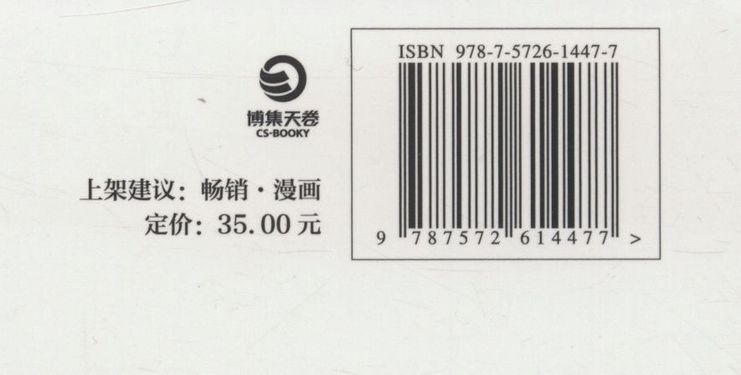 博集天卷
CS-BOOKY
上架建议：畅销·漫画
定价：35.00元
ISBN 978-7-5726-1447-7
9 787572 614477 >